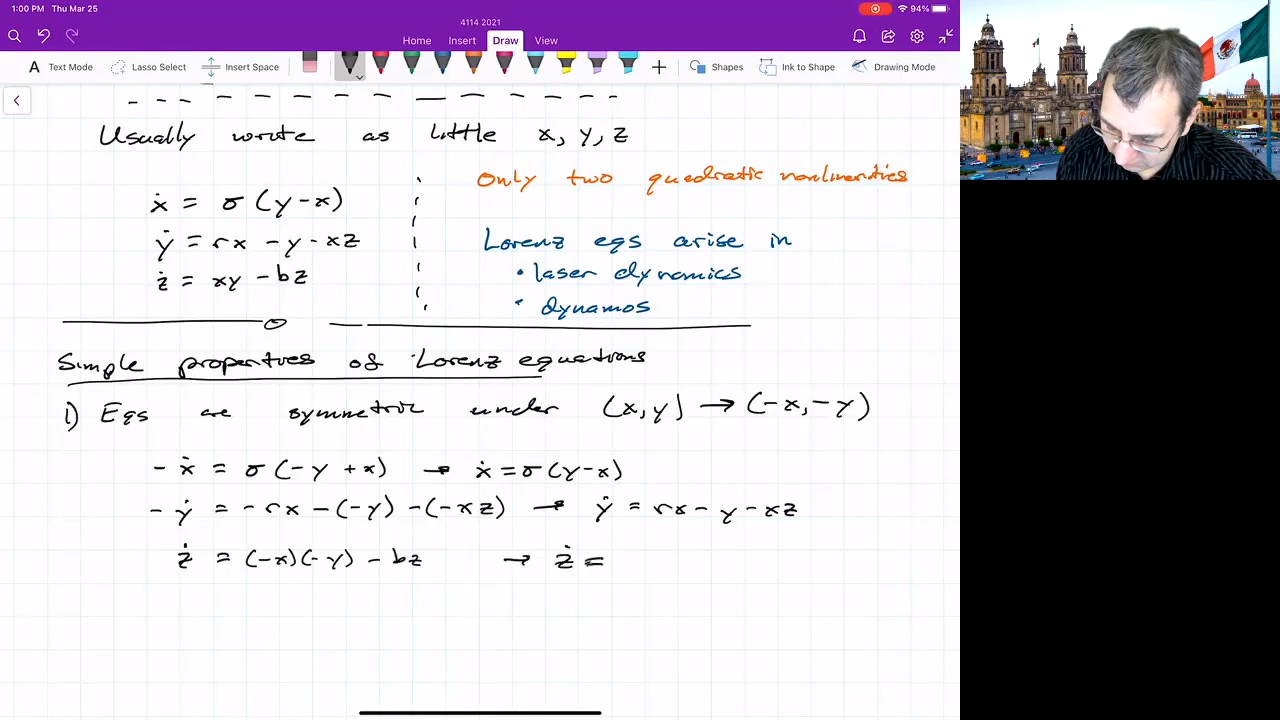 1:00 PM Thu Mar 25
94%
4114 2021
Home Insert Draw View
Text Mode Lasso Select Insert Space Shapes Ink to Shape Drawing Mode
Usually wrote as little x, y, z
ẋ = σ(y-x)
ẏ = rx - y - xz
ż = xy - bz
Only two quadratic nonlinearities
Lorenz eqs arise in
• laser dynamics
• dynamos
Simple properties of Lorenz equations
1) Eqs are symmetric under (x,y) → (-x,-y)
-ẋ = σ(-y+x) → ẋ = σ(y-x)
-ẏ = -rx -(-y) -(-xz) → ẏ = rx - y - xz
ż = (-x)(-y) - bz → ż =